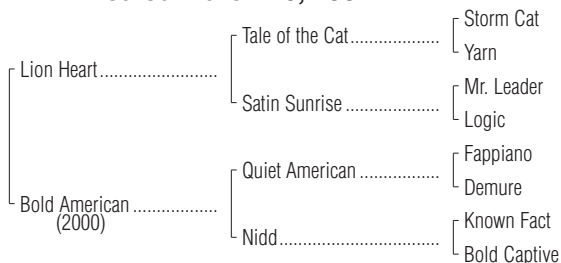 Storm Cat
Tale of the Cat....................
Yarn
Lion Heart..........................
Mr. Leader
Satin Sunrise .....................
Logic
Fappiano
Quiet American ..................
Demure
Bold American ...................
(2000)
Known Fact
Nidd....................................
Bold Captive